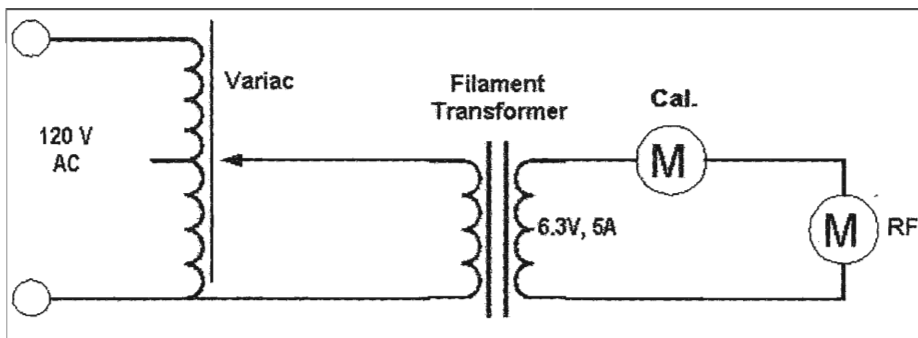 Variac
120 V
AC
Filament
Transformer
6.3V, 5A
Cal.
M
M
RF